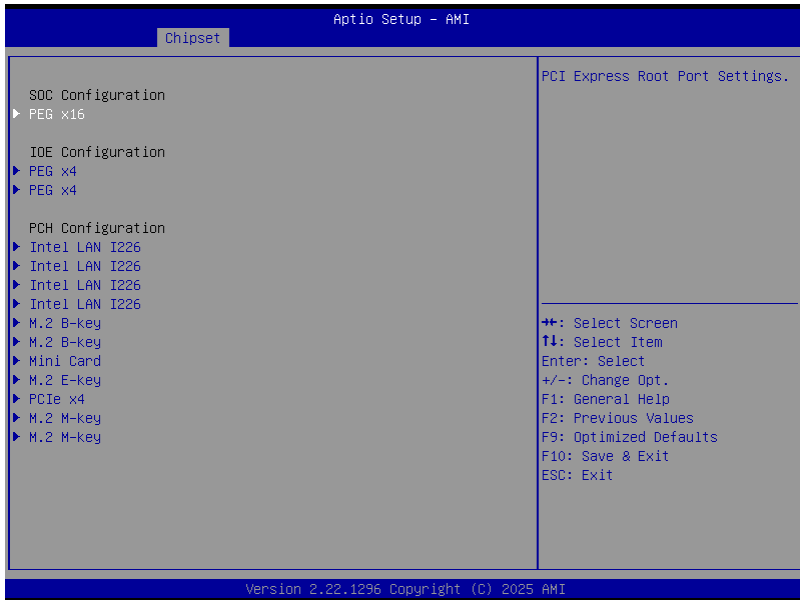 Aptio Setup - AMI
Chipset
SOC Configuration
PEG x16
IOE Configuration
PEG x4
PEG x4
PCH Configuration
Intel LAN I226
Intel LAN I226
Intel LAN I226
Intel LAN I226
M.2 B-key
M.2 B-key
Mini Card
M.2 E-key
PCIe x4
M.2 M-key
M.2 M-key
PCI Express Root Port Settings.
→←: Select Screen
↑↓: Select Item
Enter: Select
+/-: Change Opt.
F1: General Help
F2: Previous Values
F9: Optimized Defaults
F10: Save & Exit
ESC: Exit
Version 2.22.1296 Copyright (C) 2025 AMI